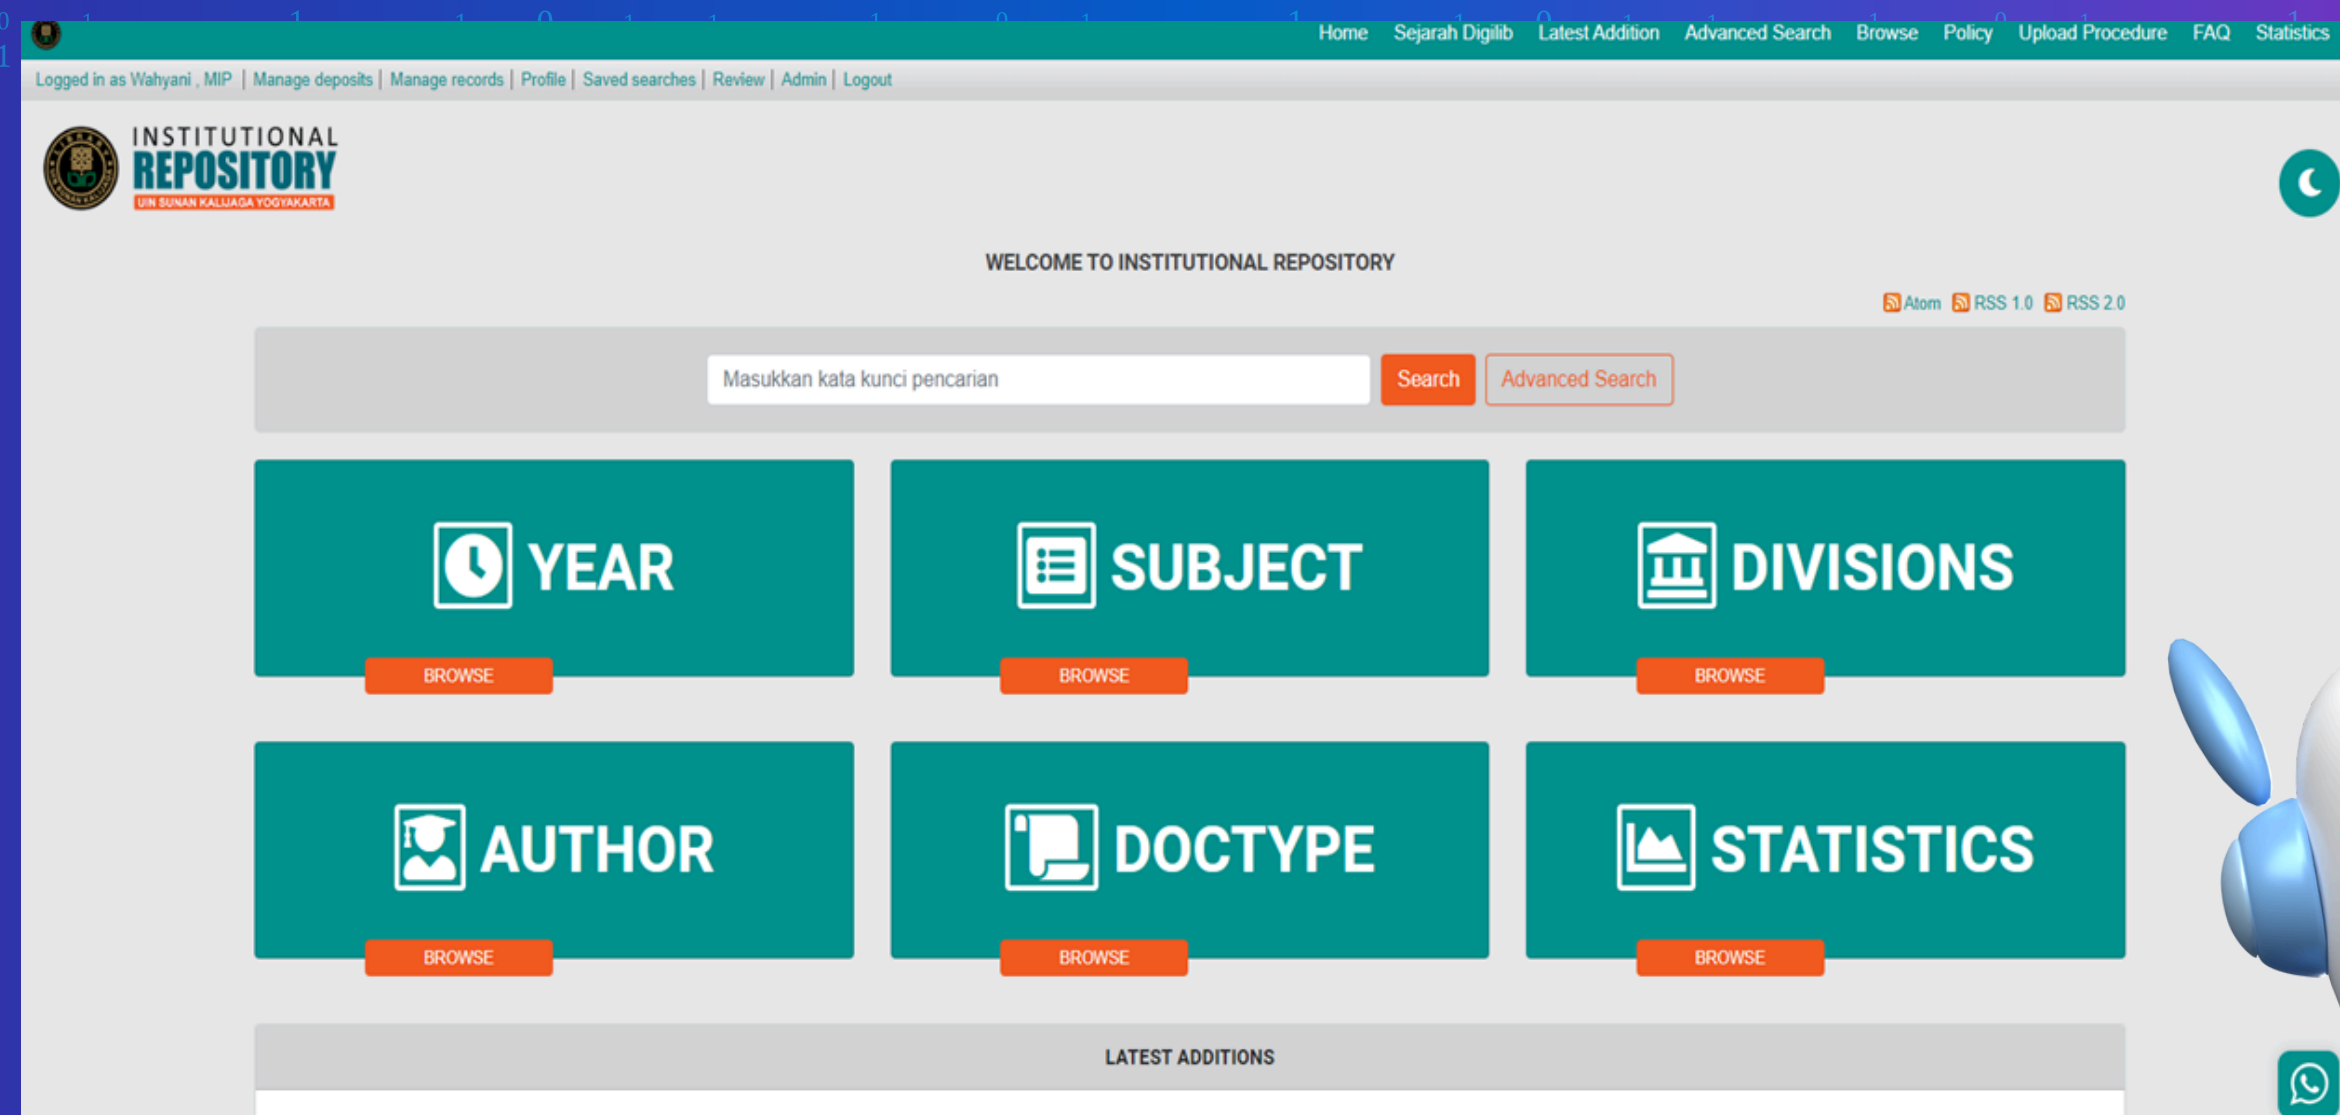 Home Sejarah Digilib Latest Addition Advanced Search Browse Policy Upload Procedure FAQ Statistics
Logged in as Wahyani , MIP | Manage deposits | Manage records | Profile | Saved searches | Review | Admin | Logout
INSTITUTIONAL
REPOSITORY
UIN SUNAN KALIJAGA YOGYAKARTA
WELCOME TO INSTITUTIONAL REPOSITORY
Atom RSS 1.0 RSS 2.0
Masukkan kata kunci pencarian Search Advanced Search
YEAR SUBJECT DIVISIONS
BROWSE BROWSE BROWSE
AUTHOR DOCTYPE STATISTICS
BROWSE BROWSE BROWSE
LATEST ADDITIONS